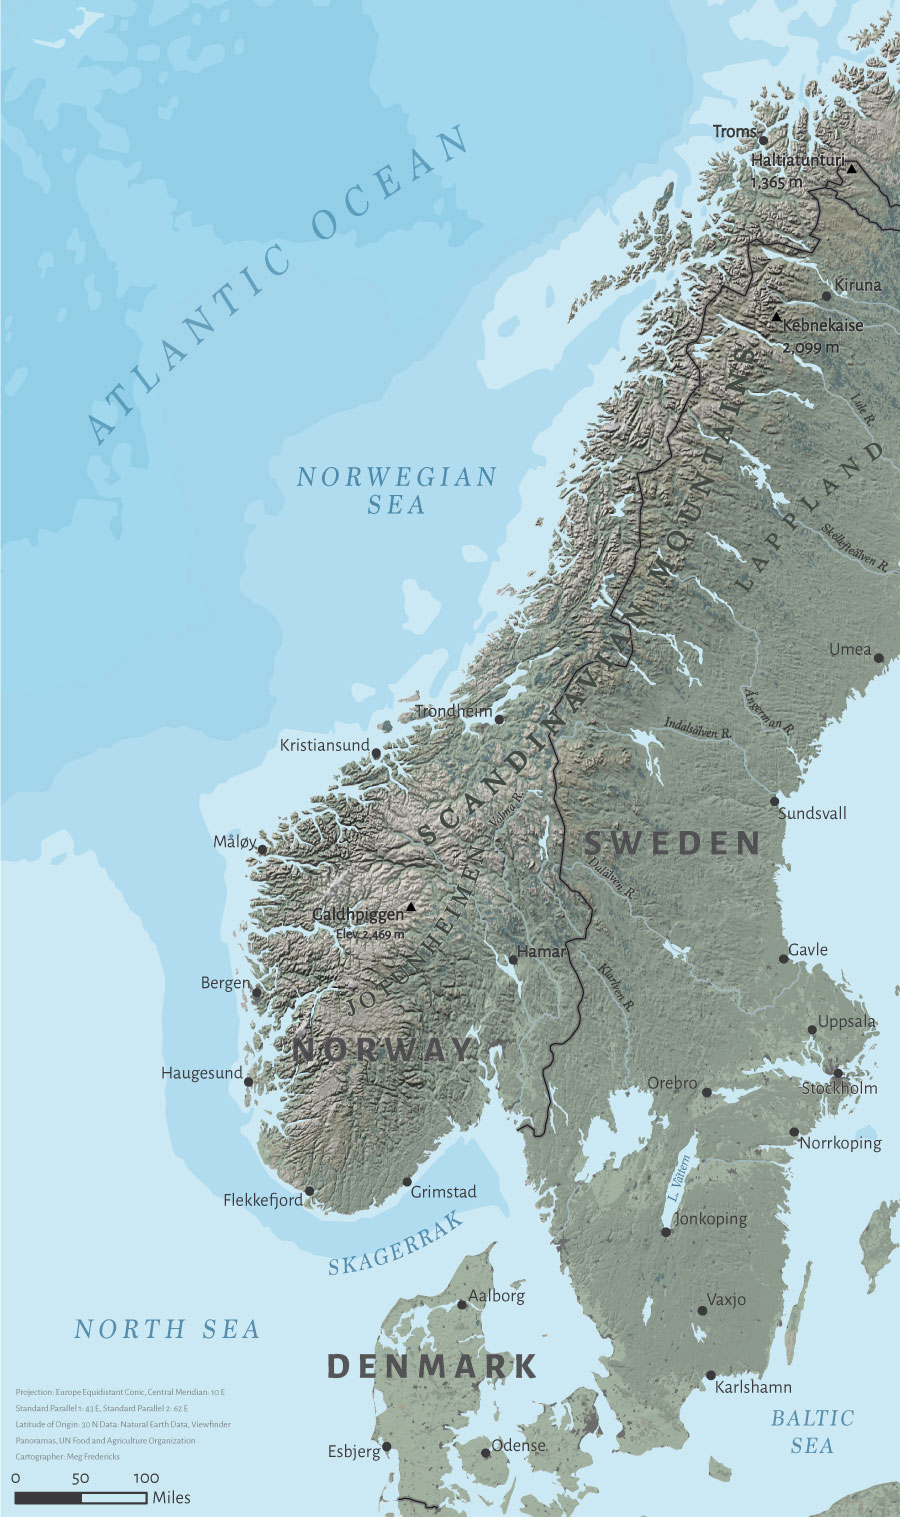 Troms
Haltiatunturi
1,365 m
ATLANTIC OCEAN
Kiruna
Kebnekaise
2,099 m
Lule R.
NORWEGIAN
SEA
LAPPLAND
Skellefteälven R.
SCANDINAVIAN MOUNTAINS
Umea
Ångerman R.
Indalsälven R.
Trondheim
Kristiansund
Volma R.
Sundsvall
Måløy
SWEDEN
Dalälven R.
Galdhpiggen
Elev 2,469 m
JOTUNHEIMEN
Hamar
Gavle
Klarlven R.
Bergen
NORWAY
Uppsala
Haugesund
Orebro
Stockholm
Norrkoping
L. Vättern
Flekkefjord
Grimstad
Jonkoping
SKAGERRAK
Aalborg
Vaxjo
NORTH SEA
DENMARK
Karlshamn
Projection: Europe Equidistant Conic, Central Meridian: 10 E
Standard Parallel 1: 43 E, Standard Parallel 2: 62 E
Latitude of Origin: 30 N Data: Natural Earth Data, Viewfinder
Panoramas, UN Food and Agriculture Organization
Cartographer: Meg Fredericks
BALTIC
SEA
Esbjerg
Odense
0 50 100
Miles